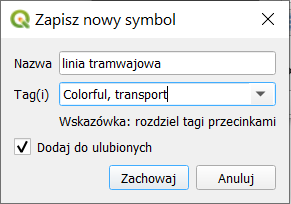 Zapisz nowy symbol
Nazwa linia tramwajowa
Tag(i) Colorful, transport
Wskazówka: rozdziel tagi przecinkami
Dodaj do ulubionych
Zachowaj Anuluj